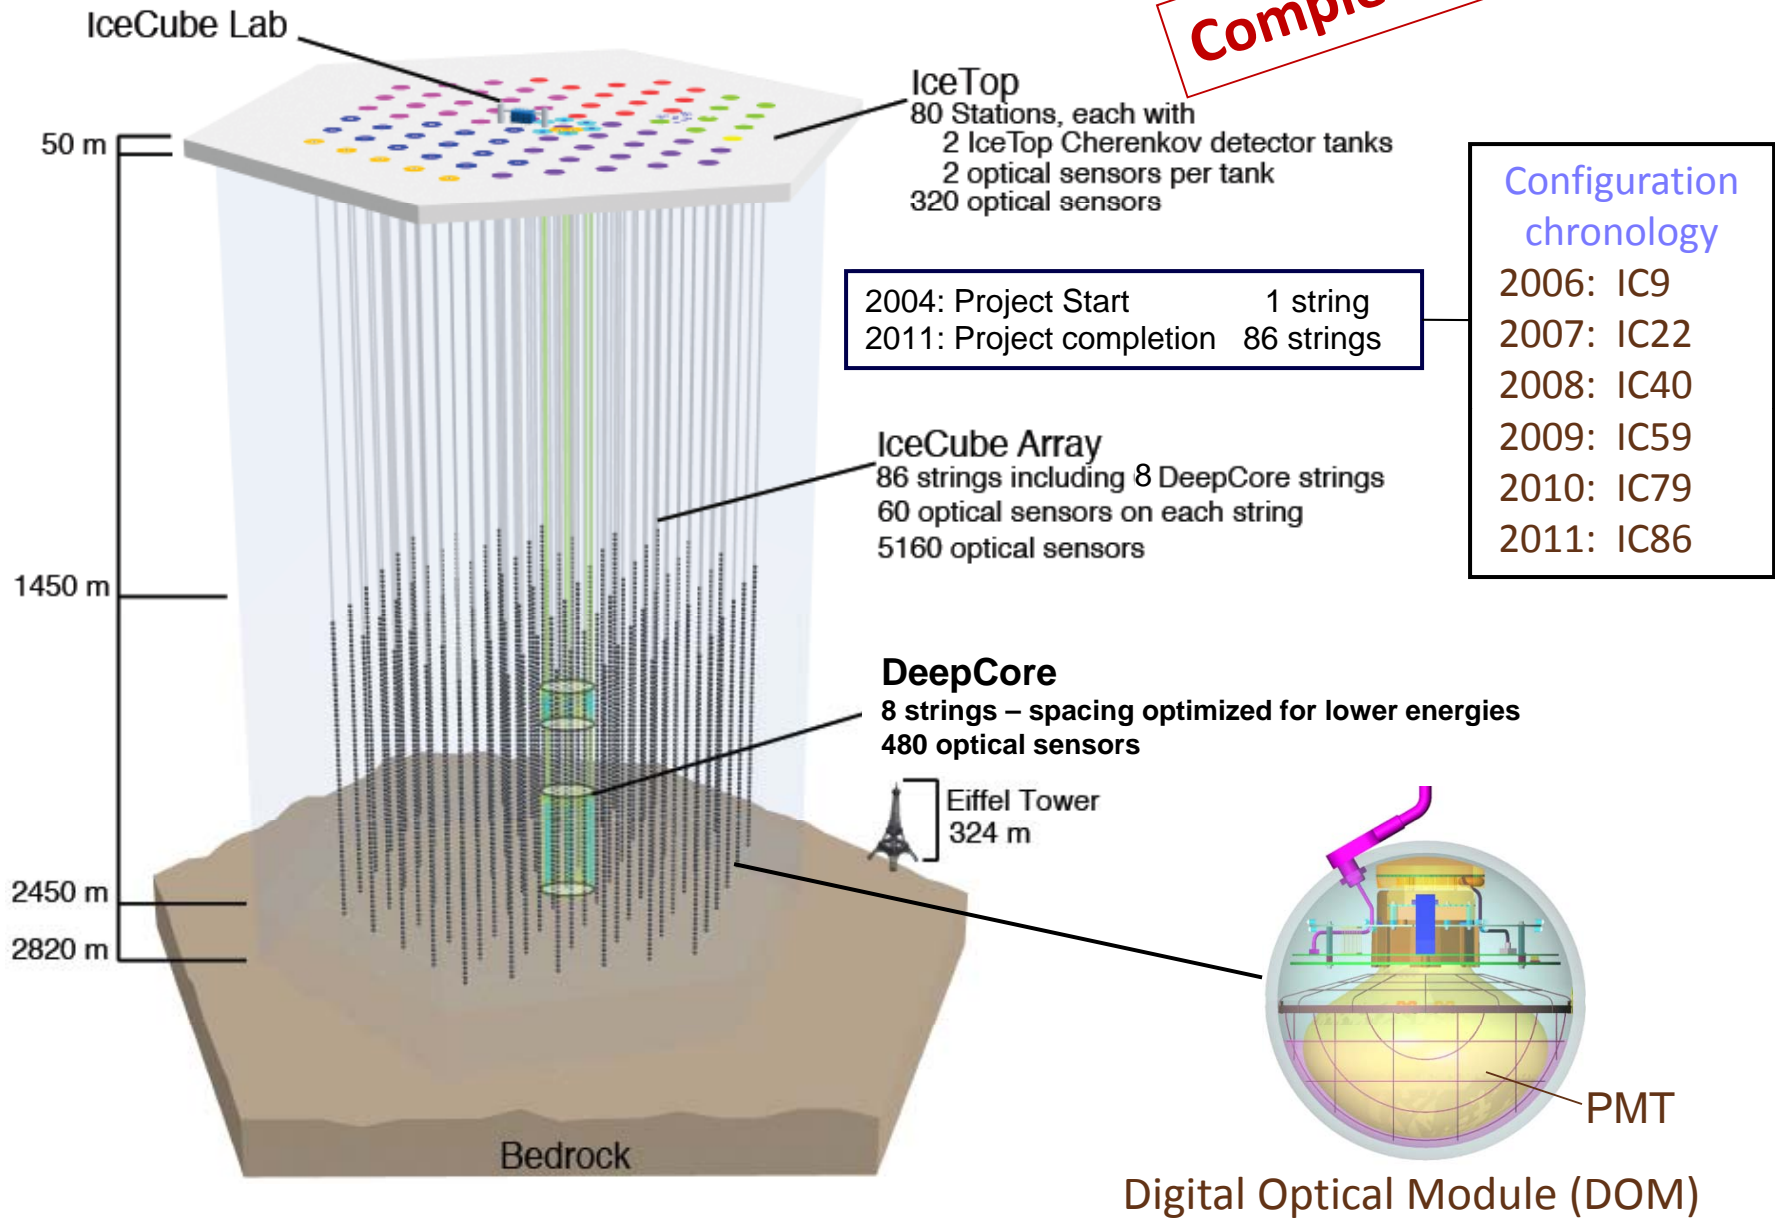 IceCube Lab
IceTop
80 Stations, each with
2 IceTop Cherenkov detector tanks
2 optical sensors per tank
320 optical sensors
50 m
Configuration
chronology
2006: IC9
2007: IC22
2008: IC40
2009: IC59
2010: IC79
2011: IC86
2004: Project Start 1 string
2011: Project completion 86 strings
IceCube Array
86 strings including 8 DeepCore strings
60 optical sensors on each string
5160 optical sensors
1450 m
DeepCore
8 strings – spacing optimized for lower energies
480 optical sensors
Eiffel Tower
324 m
2450 m
2820 m
Bedrock
PMT
Digital Optical Module (DOM)